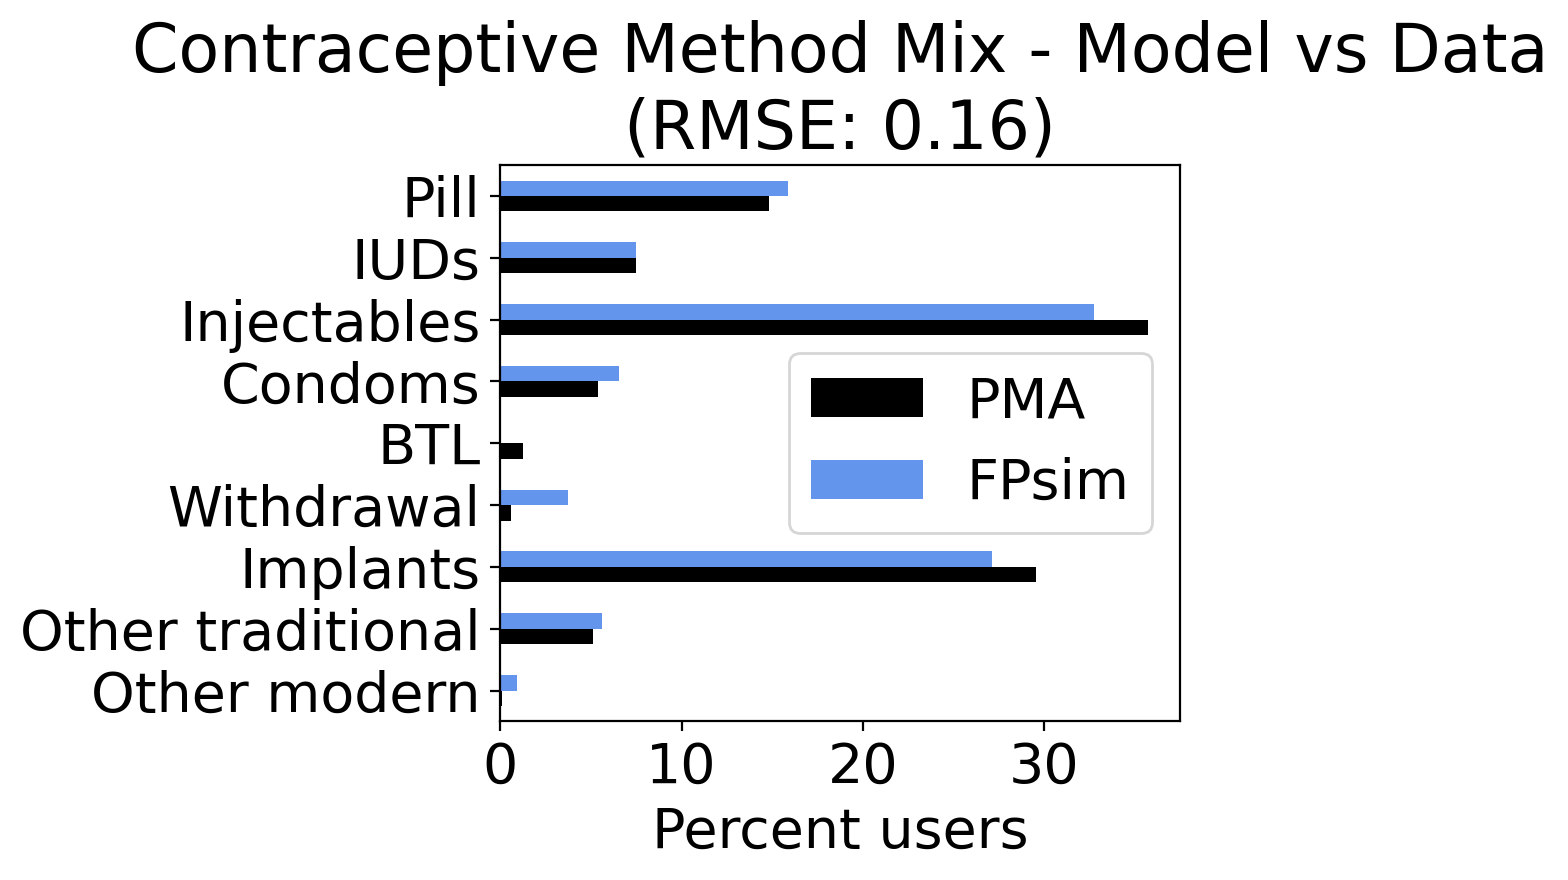 Contraceptive Method Mix - Model vs Data
(RMSE: 0.16)
Pill
IUDs
Injectables
Condoms
BTL
Withdrawal
Implants
Other traditional
Other modern
PMA
FPsim
0 10 20 30
Percent users